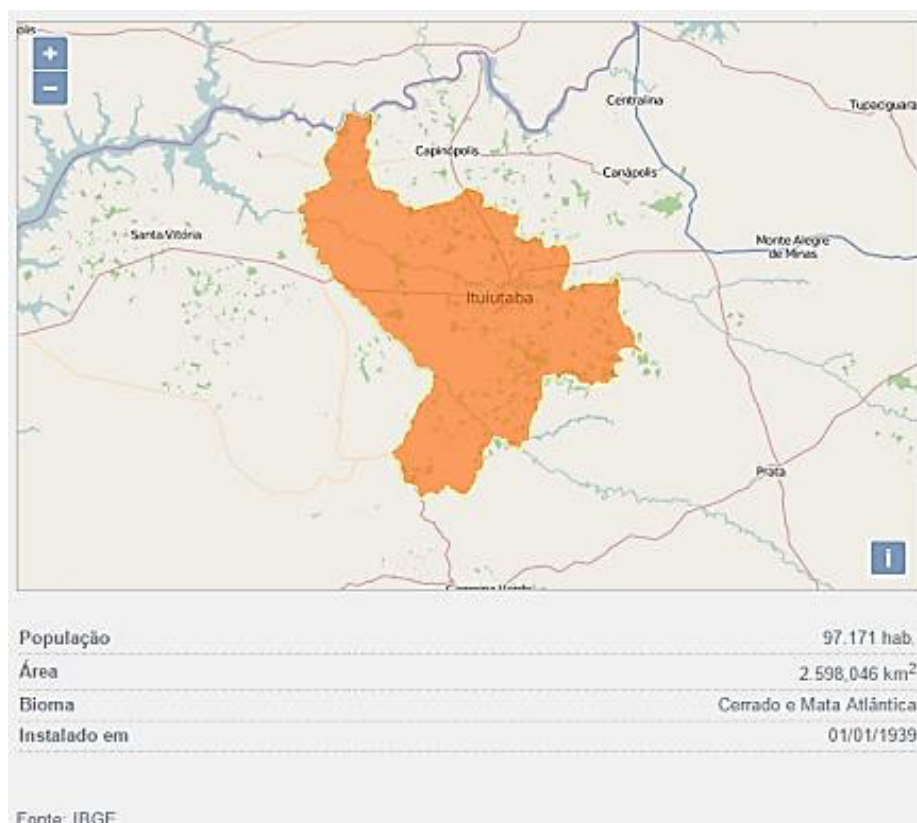 +
−
Centralina
Tupaciguara
Capinópolis
Canápolis
Santa Vitória
Monte Alegre
de Minas
Ituiutaba
Prata
i
População 97.171 hab.
Área 2.598,046 km²
Bioma Cerrado e Mata Atlântica
Instalado em 01/01/1939
Fonte: IBGE